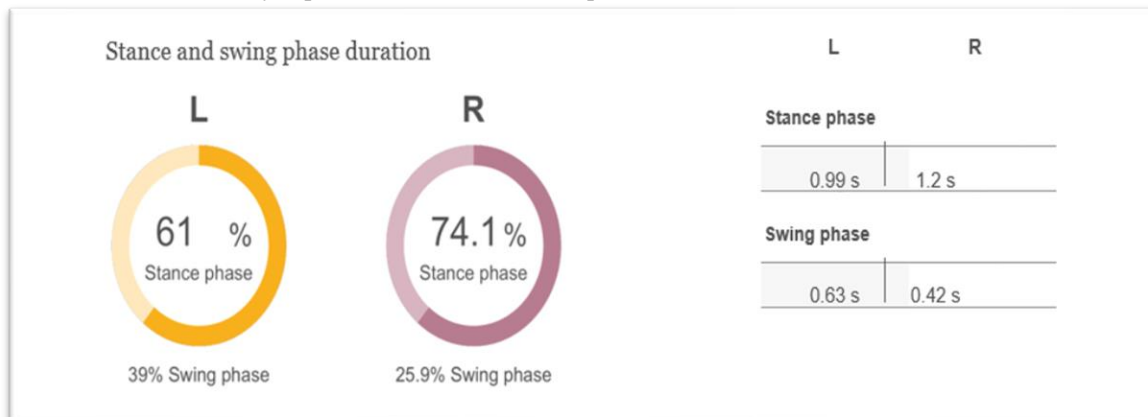 Stance and swing phase duration
L R
61 %
Stance phase
39% Swing phase
74.1%
Stance phase
25.9% Swing phase
L R
Stance phase
0.99 s 1.2 s
Swing phase
0.63 s 0.42 s